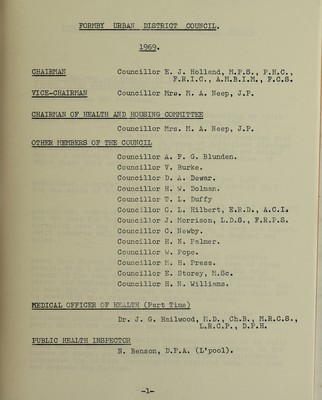 FORMBY URBAN DISTRICT COUNCIL.
1969.
CHAIRMAN Councillor E. J. Holland, M.P.S., P.H.C.,
F.R.I.C., A.M.B.I.M., F.C.S.
VICE-CHAIRMAN Councillor Mrs. M. A. Neep, J.P.
CHAIRMAN OF HEALTH AND HOUSING COMMITTEE
Councillor Mrs. M. A. Neep, J.P.
OTHER MEMBERS OF THE COUNCIL
Councillor A. F. G. Blunden.
Councillor V. Burke.
Councillor D. A. Dewar.
Councillor H. W. Dolman.
Councillor T. L. Duffy
Councillor C. L. Hilbert, E.R.D., A.C.I.
Councillor J. Morrison, L.D.S., F.R.P.S.
Councillor C. Newby.
Councillor H. N. Palmer.
Councillor W. Pope.
Councillor M. H. Press.
Councillor E. Storey, M.Sc.
Councillor H. N. Williams.
MEDICAL OFFICER OF HEALTH (Part Time)
Dr. J. G. Hailwood, M.D., Ch.B., M.R.C.S.,
L.R.C.P., D.P.H.
PUBLIC HEALTH INSPECTOR
N. Benson, D.P.A. (L'pool).
-1-